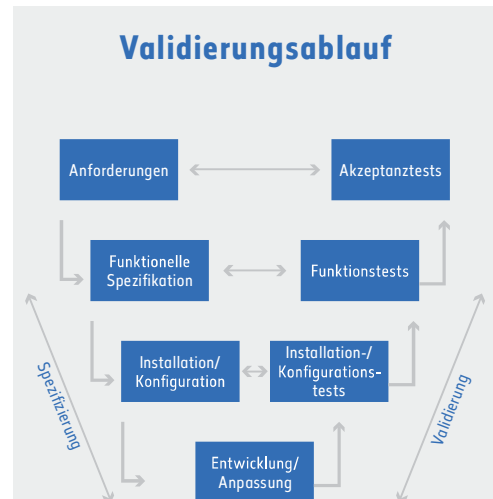 Validierungsablauf
Anforderungen
Akzeptanztests
Funktionelle
Spezifikation
Funktionstests
Installation/
Konfiguration
Installation-/
Konfigurations-
tests
Spezifizierung
Validierung
Entwicklung/
Anpassung